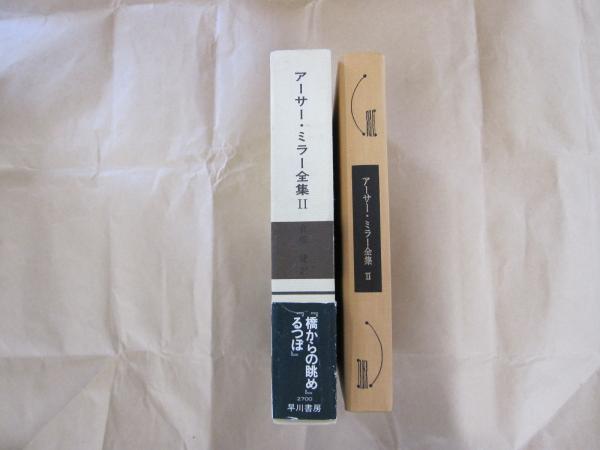 アーサー・ミラー全集 II
『橋からの眺め』
『るつぼ』
2700
早川書房
アーサー・ミラー全集 II